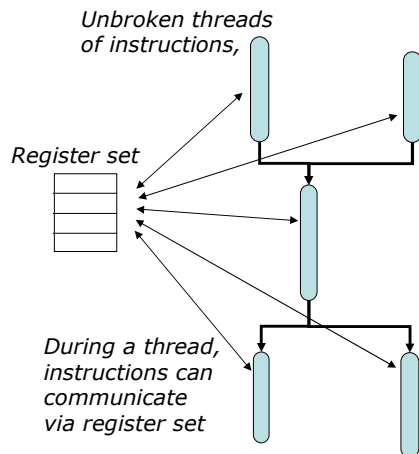 Unbroken threads
of instructions,
Register set
During a thread,
instructions can
communicate
via register set